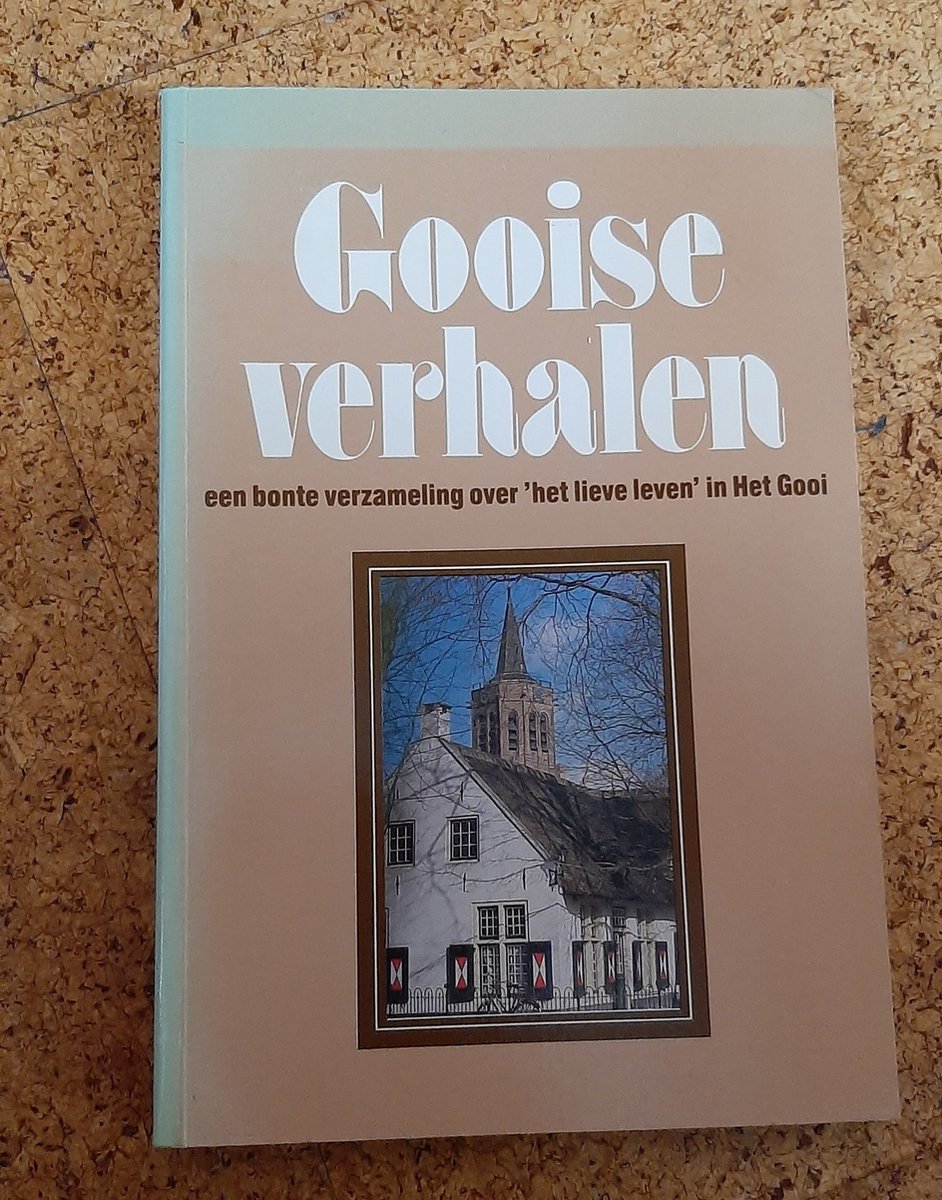 Gooise
verhalen
een bonte verzameling over 'het lieve leven' in Het Gooi